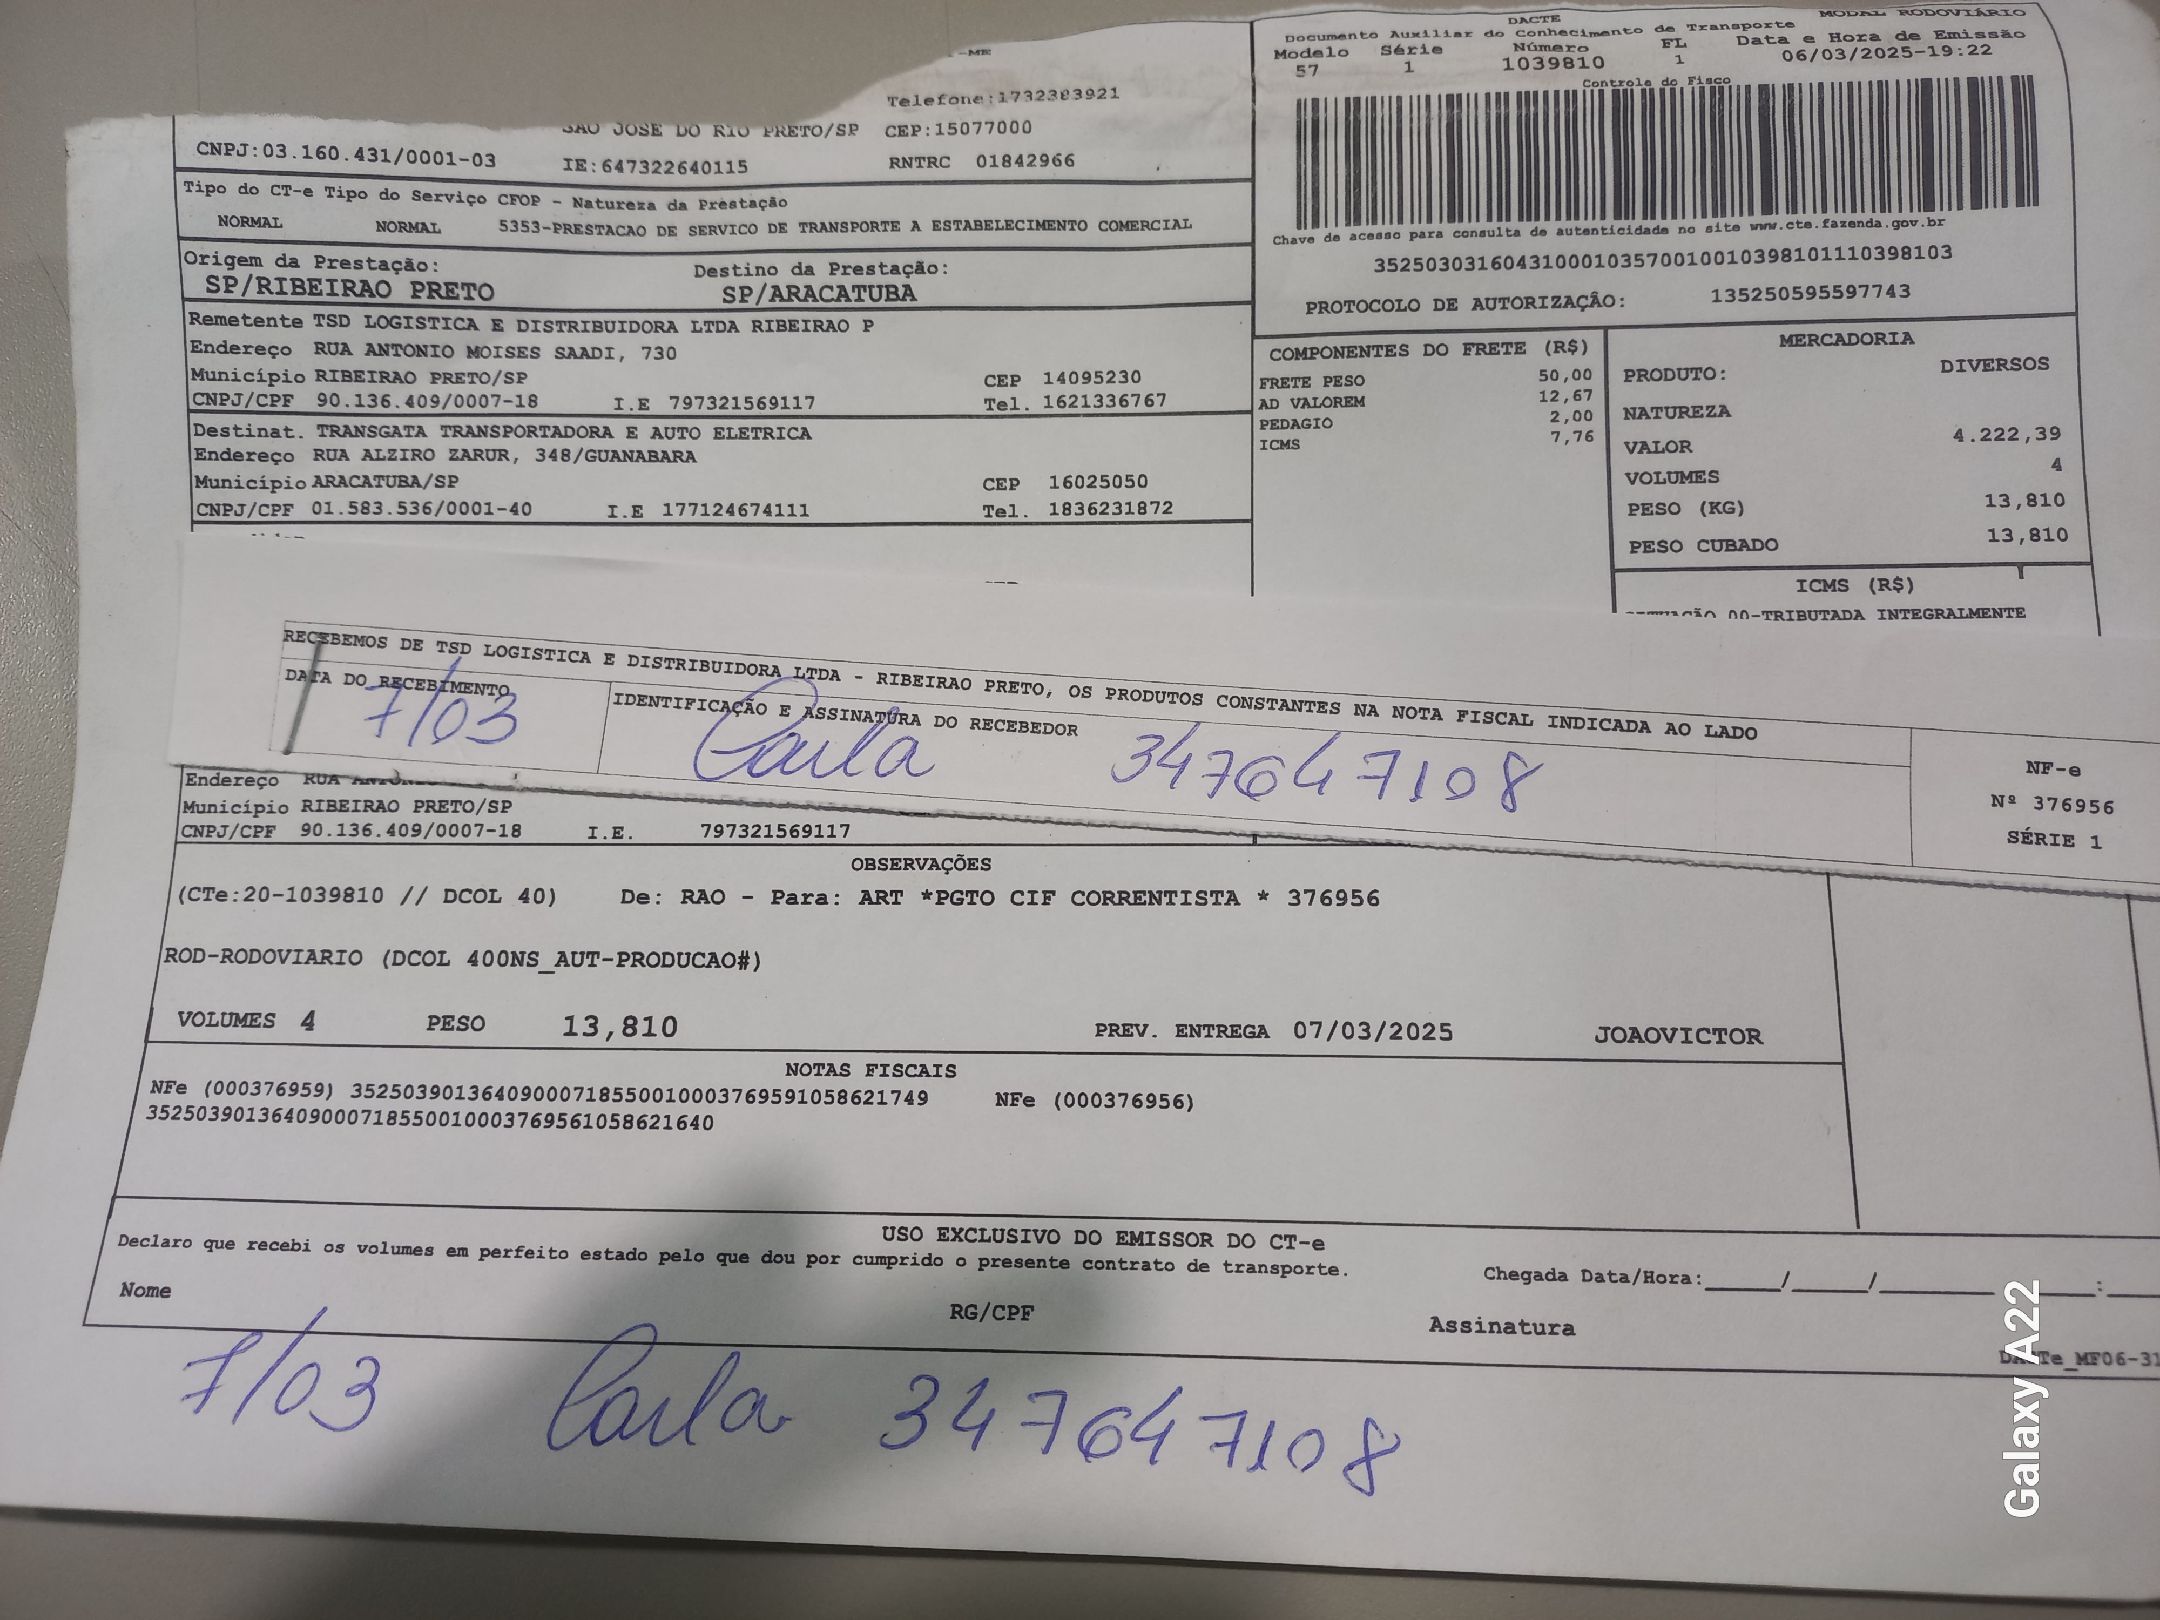 -ME
Telefone:1732383921
SAO JOSE DO RIO PRETO/SP CEP:15077000
CNPJ:03.160.431/0001-03 IE:647322640115 RNTRC 01842966
DACTE MODAL RODOVIÁRIO
Documento Auxiliar do Conhecimento de Transporte
Modelo Série Número FL Data e Hora de Emissão
57 1 1039810 1 06/03/2025-19:22
Controle do Fisco
Chave de acesso para consulta de autenticidade no site www.cte.fazenda.gov.br
35250303160431000103570010010398101110398103
PROTOCOLO DE AUTORIZAÇÃO: 135250595597743
Tipo do CT-e Tipo do Serviço CFOP - Natureza da Prestação
NORMAL NORMAL 5353-PRESTACAO DE SERVICO DE TRANSPORTE A ESTABELECIMENTO COMERCIAL
Origem da Prestação: Destino da Prestação:
SP/RIBEIRAO PRETO SP/ARACATUBA
Remetente TSD LOGISTICA E DISTRIBUIDORA LTDA RIBEIRAO P
Endereço RUA ANTONIO MOISES SAADI, 730
Município RIBEIRAO PRETO/SP CEP 14095230
CNPJ/CPF 90.136.409/0007-18 I.E 797321569117 Tel. 1621336767
Destinat. TRANSGATA TRANSPORTADORA E AUTO ELETRICA
Endereço RUA ALZIRO ZARUR, 348/GUANABARA
Município ARACATUBA/SP CEP 16025050
CNPJ/CPF 01.583.536/0001-40 I.E 177124674111 Tel. 1836231872
COMPONENTES DO FRETE (R$)
FRETE PESO 50,00
AD VALOREM 12,67
PEDAGIO 2,00
ICMS 7,76
MERCADORIA
PRODUTO: DIVERSOS
NATUREZA
VALOR 4.222,39
VOLUMES 4
PESO (KG) 13,810
PESO CUBADO 13,810
ICMS (R$)
00-TRIBUTADA INTEGRALMENTE
RECEBEMOS DE TSD LOGISTICA E DISTRIBUIDORA LTDA - RIBEIRAO PRETO, OS PRODUTOS CONSTANTES NA NOTA FISCAL INDICADA AO LADO
DATA DO RECEBIMENTO IDENTIFICAÇÃO E ASSINATURA DO RECEBEDOR
7/03 Carla 347647108
NF-e
Nº 376956
SÉRIE 1
Endereço RUA
Município RIBEIRAO PRETO/SP
CNPJ/CPF 90.136.409/0007-18 I.E. 797321569117
OBSERVAÇÕES
(CTe:20-1039810 // DCOL 40) De: RAO - Para: ART *PGTO CIF CORRENTISTA * 376956
ROD-RODOVIARIO (DCOL 400NS_AUT-PRODUCAO#)
VOLUMES 4 PESO 13,810 PREV. ENTREGA 07/03/2025 JOAOVICTOR
NOTAS FISCAIS
NFe (000376959) 35250390136409000718550010003769591058621749 NFe (000376956)
35250390136409000718550010003769561058621640
USO EXCLUSIVO DO EMISSOR DO CT-e
Declaro que recebi os volumes em perfeito estado pelo que dou por cumprido o presente contrato de transporte.
Chegada Data/Hora:_____/_____/________ ____:____
Nome RG/CPF Assinatura
7/03 Carla 347647108
Galaxy A22